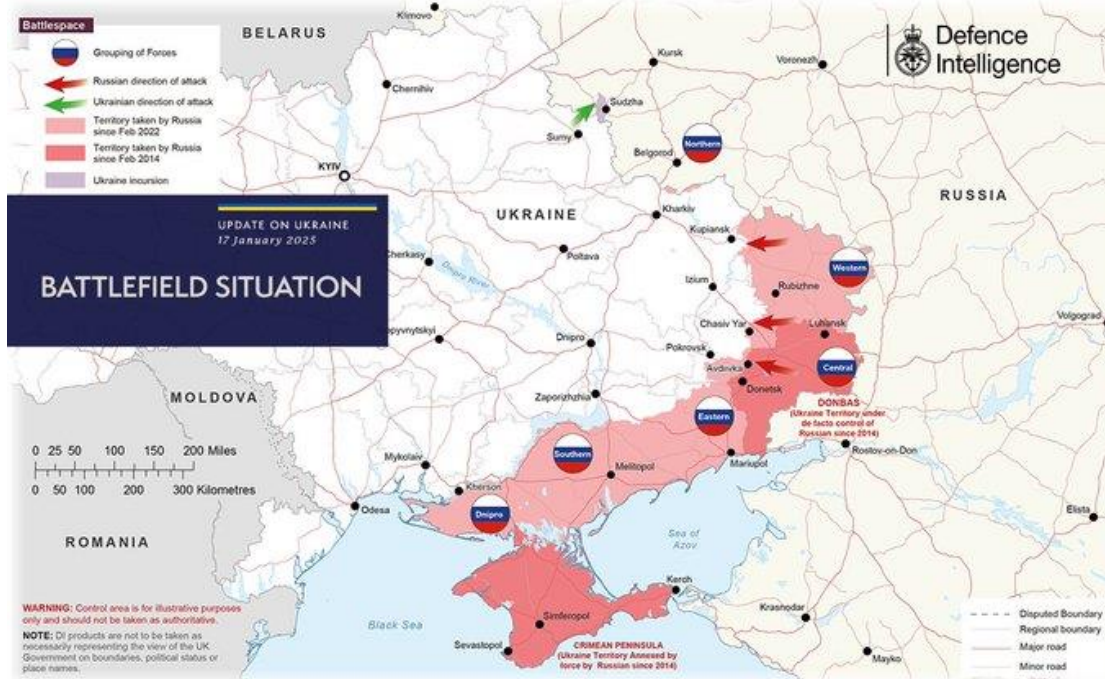 Battlespace
Grouping of Forces
Russian direction of attack
Ukrainian direction of attack
Territory taken by Russia
since Feb 2022
Territory taken by Russia
since Feb 2014
Ukraine incursion
UPDATE ON UKRAINE
17 January 2025
BATTLEFIELD SITUATION
Defence
Intelligence
BELARUS
Klimovo
Chernihiv
KYIV
Kursk
Voronezh
Sudzha
Sumy
Belgorod
Northern
RUSSIA
UKRAINE
Kharkiv
Kupiansk
Cherkasy
Dnipro River
Poltava
Izium
Western
Rubizhne
Volgograd
Chasiv Yar
Luhansk
opyvnytskyi
Dnipro
Pokrovsk
Avdivka
Central
Donetsk
MOLDOVA
Zaporizhzhia
DONBAS
(Ukraine Territory under
de facto control of
Russian since 2014)
Eastern
Rostov-on-Don
0 25 50 100 150 200 Miles
0 50 100 200 300 Kilometres
Mykolaiv
Southern
Melitopol
Mariupol
Kherson
Dnipro
Odesa
Elista
ROMANIA
Sea of
Azov
Kerch
Simferopol
Krasnodar
Black Sea
Sevastopol
CRIMEAN PENINSULA
(Ukraine Territory Annexed by
force by Russian since 2014)
Mayko
WARNING: Control area is for illustrative purposes
only and should not be taken as authoritative.
NOTE: DI products are not to be taken as
necessarily representing the view of the UK
Government on boundaries, political status or
place names.
Disputed Boundary
Regional boundary
Major road
Minor road